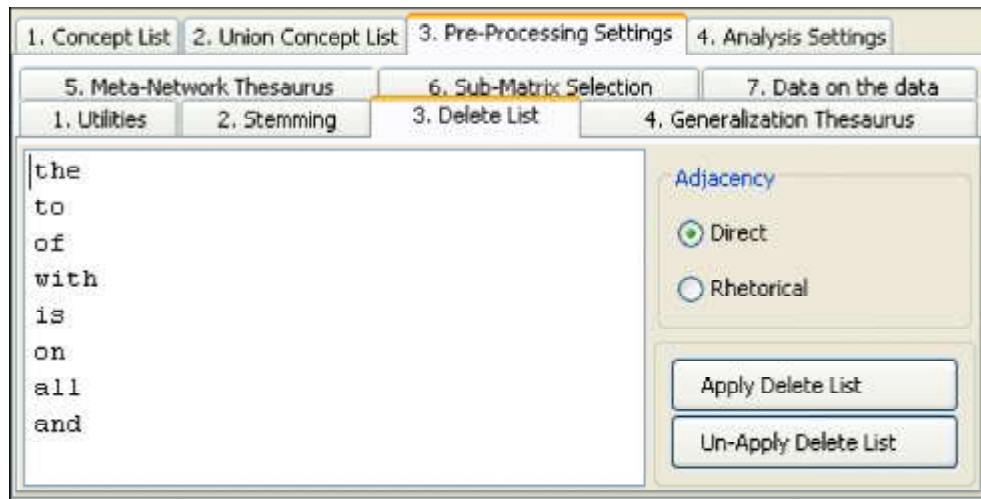 1. Concept List 2. Union Concept List 3. Pre-Processing Settings 4. Analysis Settings
5. Meta-Network Thesaurus 6. Sub-Matrix Selection 7. Data on the data
1. Utilities 2. Stemming 3. Delete List 4. Generalization Thesaurus
the
to
of
with
is
on
all
and
Adjacency
Direct
Rhetorical
Apply Delete List
Un-Apply Delete List